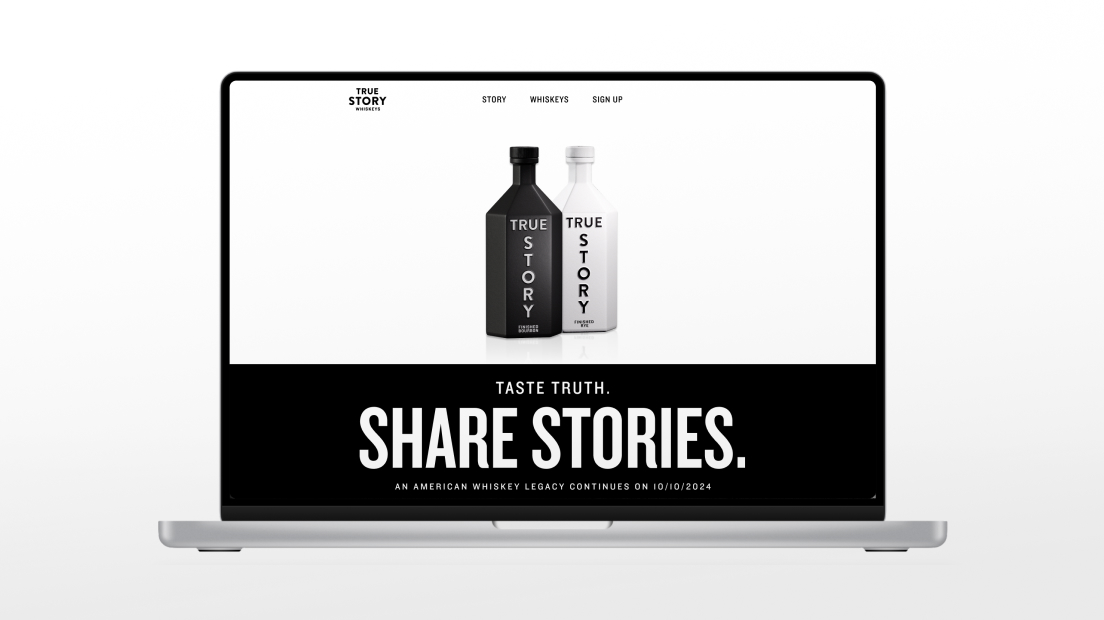 TRUE
STORY
WHISKEYS
STORY WHISKEYS SIGN UP
TRUE
STORY
FINISHED
BOURBON
TRUE
STORY
FINISHED
RYE
TASTE TRUTH.
SHARE STORIES.
AN AMERICAN WHISKEY LEGACY CONTINUES ON 10/10/2024